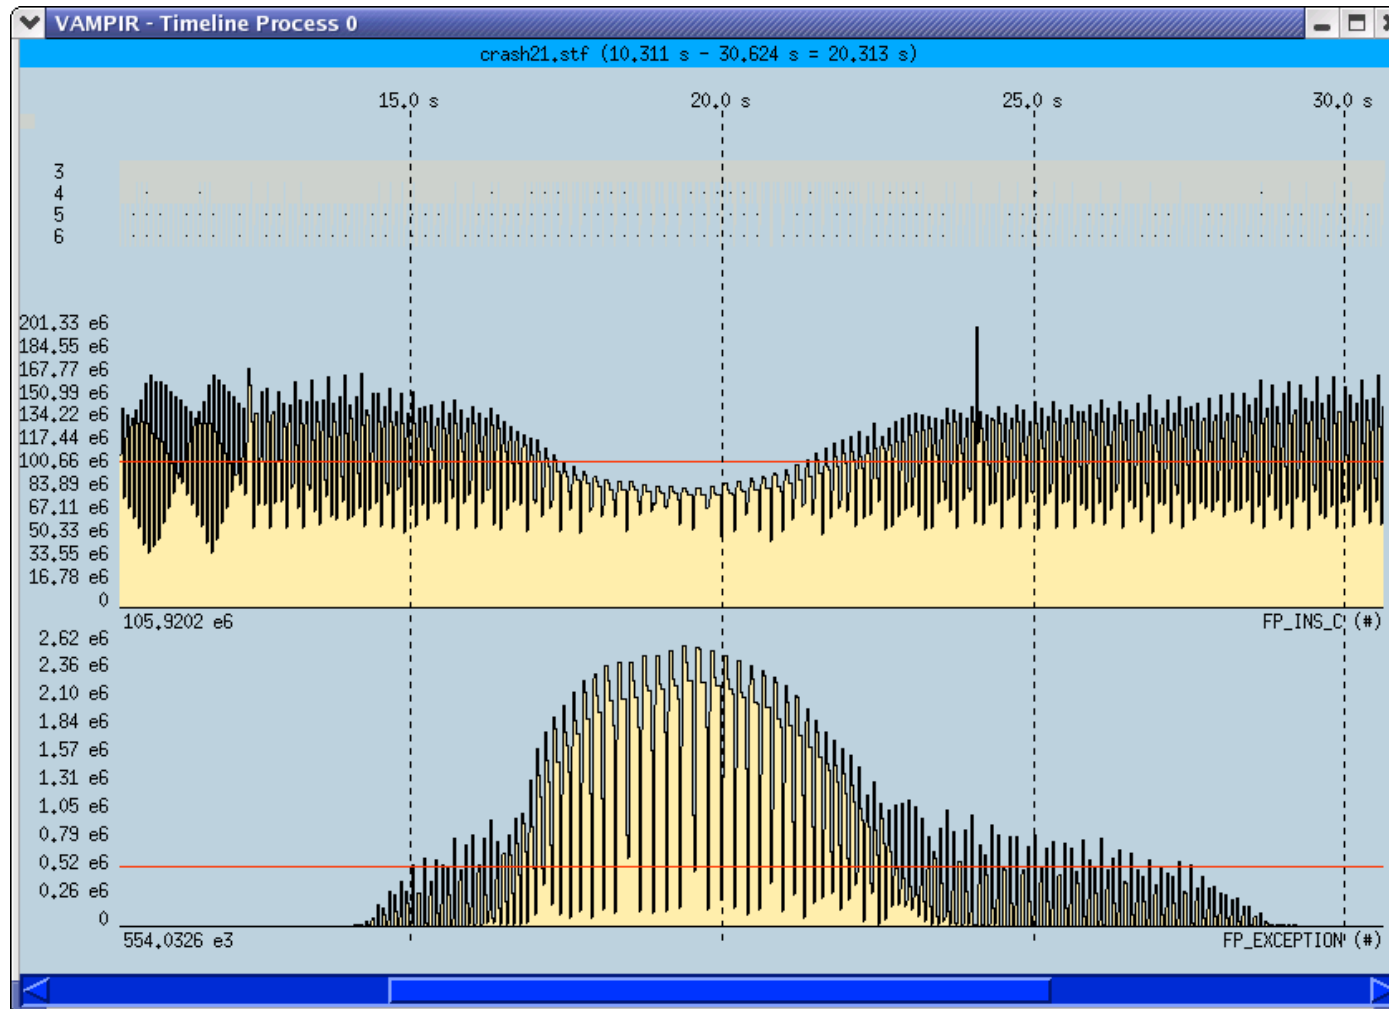 VAMPIR - Timeline Process 0
crash21.stf (10.311 s - 30.624 s = 20.313 s)
15.0 s 20.0 s 25.0 s 30.0 s
3
4
5
6
201.33 e6
184.55 e6
167.77 e6
150.99 e6
134.22 e6
117.44 e6
100.66 e6
83.89 e6
67.11 e6
50.33 e6
33.55 e6
16.78 e6
0
105.9202 e6 FP_INS_C (#)
2.62 e6
2.36 e6
2.10 e6
1.84 e6
1.57 e6
1.31 e6
1.05 e6
0.79 e6
0.52 e6
0.26 e6
0
554.0326 e3 FP_EXCEPTION (#)